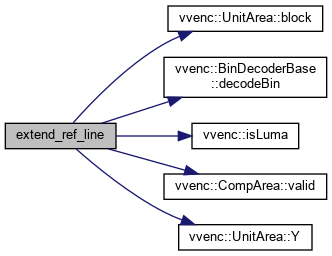 vvenc::UnitArea::block
vvenc::BinDecoderBase
::decodeBin
extend_ref_line
vvenc::isLuma
vvenc::CompArea::valid
vvenc::UnitArea::Y